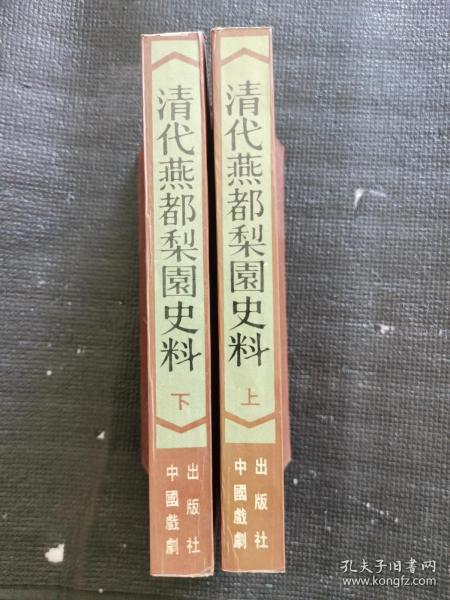 清代燕都梨園史料
上
中國戲劇
出版社
清代燕都梨園史料
下
中國戲劇
出版社
孔夫子旧书网
www.kongfz.com